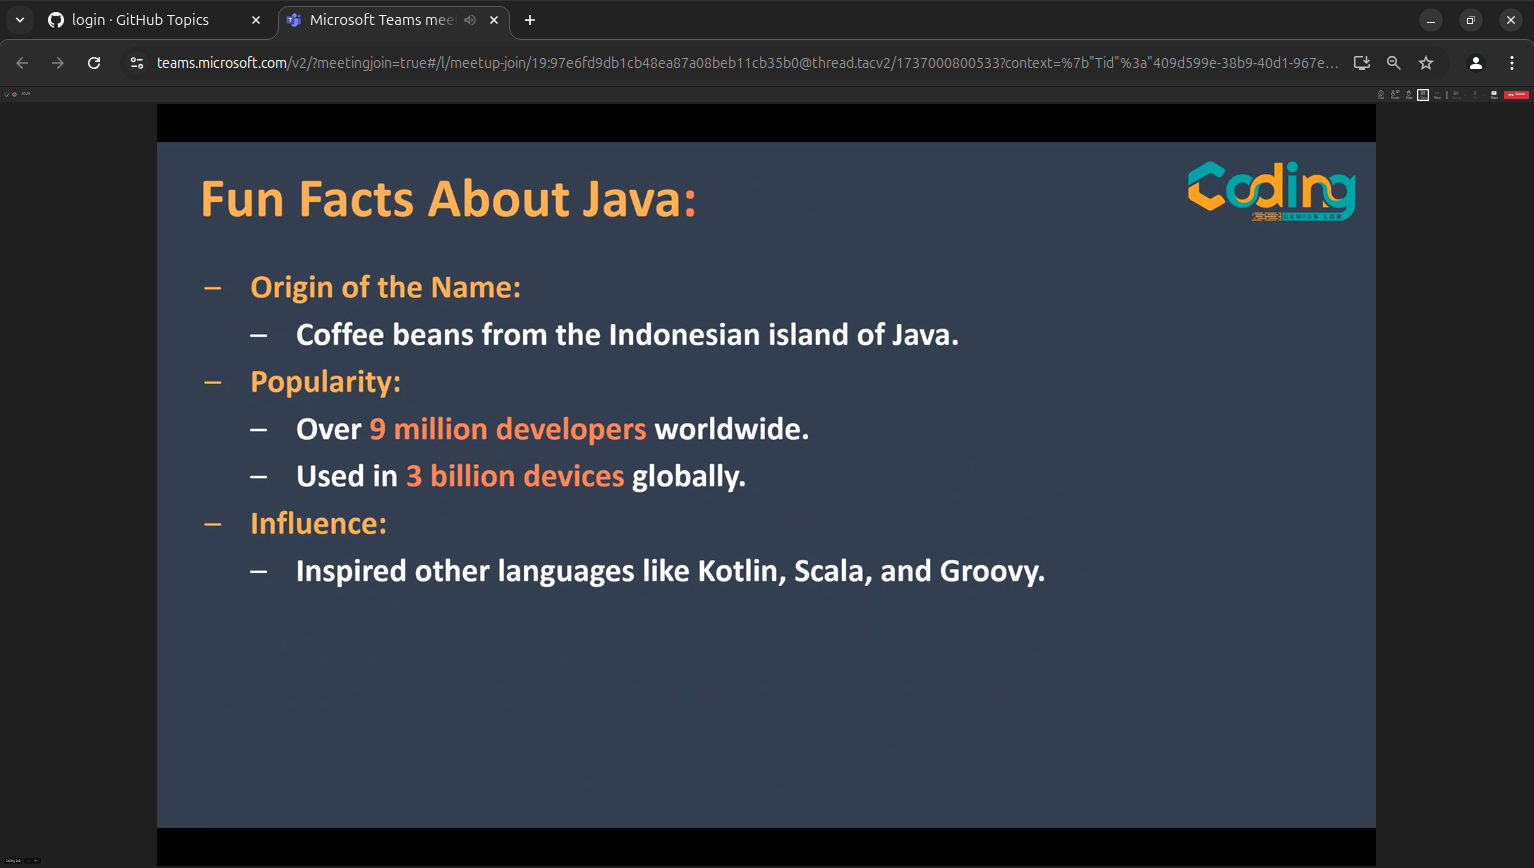 login · GitHub Topics
Microsoft Teams mee
teams.microsoft.com/v2/?meetingjoin=true#/l/meetup-join/19:97e6fd9db1cb48ea87a08beb11cb35b0@thread.tacv2/1737000800533?context=%7b"Tid"%3a"409d599e-38b9-40d1-967e...
Fun Facts About Java:
Coding
GENIUS LAB
– Origin of the Name:
– Coffee beans from the Indonesian island of Java.
– Popularity:
– Over 9 million developers worldwide.
– Used in 3 billion devices globally.
– Influence:
– Inspired other languages like Kotlin, Scala, and Groovy.